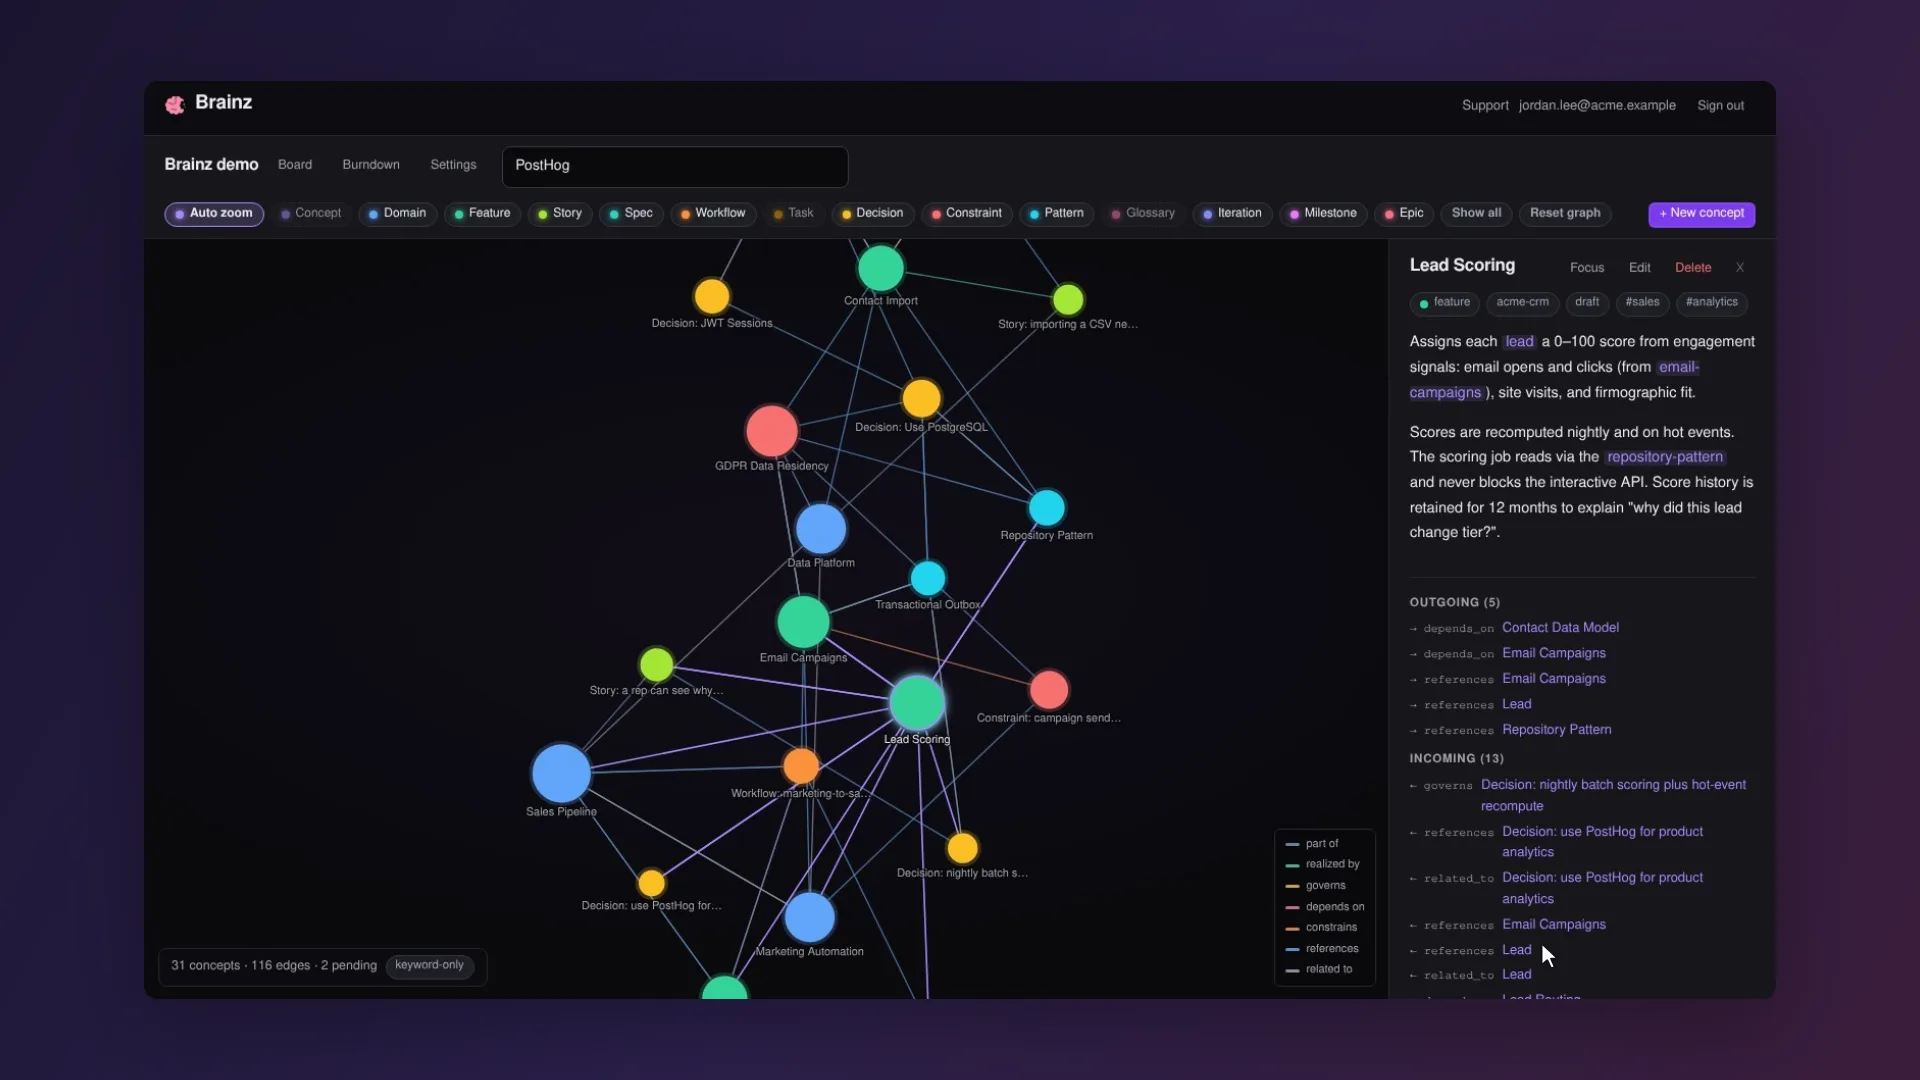 Brainz
Support jordan.lee@acme.example Sign out
Brainz demo Board Burndown Settings PostHog
Auto zoom Concept Domain Feature Story Spec Workflow Task Decision Constraint Pattern Glossary Iteration Milestone Epic Show all Reset graph + New concept
Contact Import
Decision: JWT Sessions
Story: importing a CSV ne...
Decision: Use PostgreSQL
GDPR Data Residency
Repository Pattern
Data Platform
Transactional Outbox
Email Campaigns
Story: a rep can see why...
Constraint: campaign send...
Lead Scoring
Workflow: marketing-to-sa...
Sales Pipeline
Decision: nightly batch s...
Decision: use PostHog for...
Marketing Automation
31 concepts · 116 edges · 2 pending keyword-only
part of
realized by
governs
depends on
constrains
references
related to
Lead Scoring Focus Edit Delete X
feature acme-crm draft #sales #analytics
Assigns each lead a 0–100 score from engagement
signals: email opens and clicks (from email-
campaigns ), site visits, and firmographic fit.
Scores are recomputed nightly and on hot events.
The scoring job reads via the repository-pattern
and never blocks the interactive API. Score history is
retained for 12 months to explain "why did this lead
change tier?".
OUTGOING (5)
→ depends_on Contact Data Model
→ depends_on Email Campaigns
→ references Email Campaigns
→ references Lead
→ references Repository Pattern
INCOMING (13)
← governs Decision: nightly batch scoring plus hot-event
recompute
← references Decision: use PostHog for product
analytics
← related_to Decision: use PostHog for product
analytics
← references Email Campaigns
← references Lead
← related_to Lead
Lead Routing